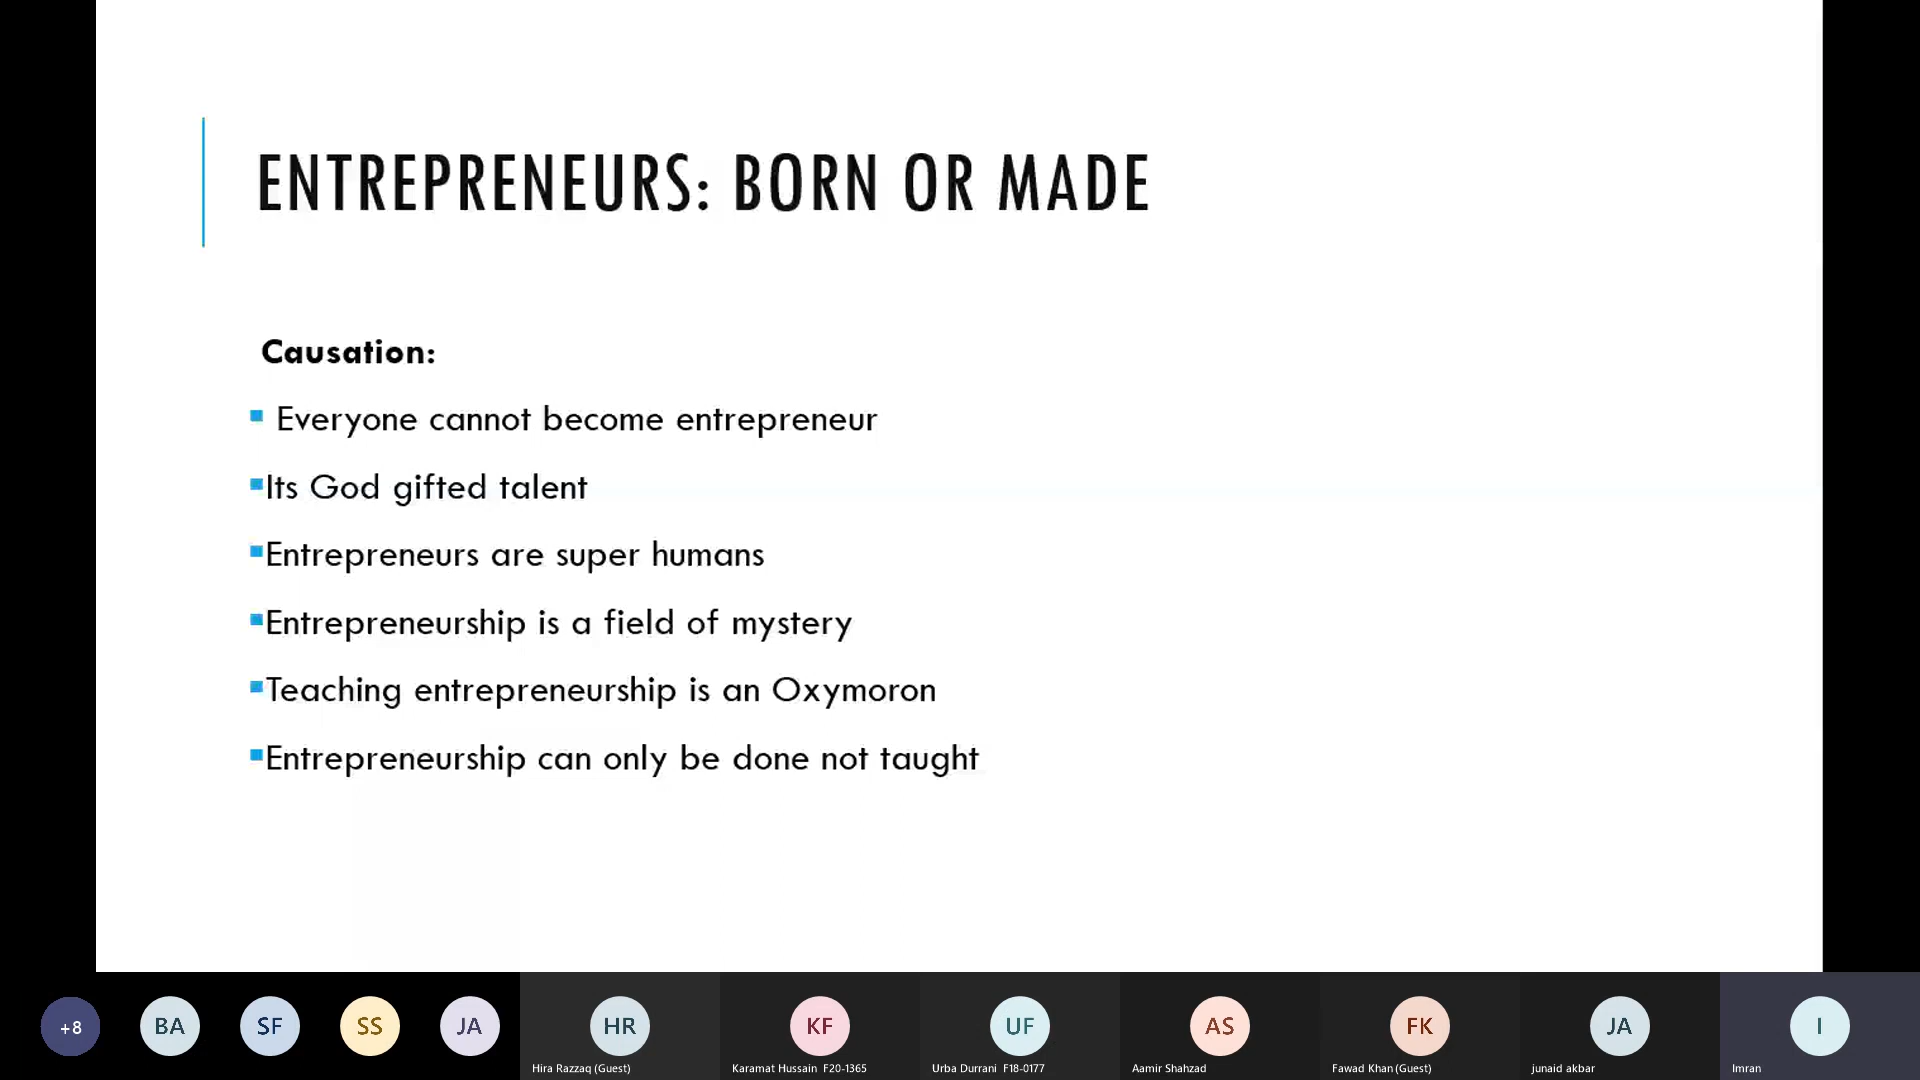 ENTREPRENEURS: BORN OR MADE
Causation:
Everyone cannot become entrepreneur
Its God gifted talent
Entrepreneurs are super humans
Entrepreneurship is a field of mystery
Teaching entrepreneurship is an Oxymoron
Entrepreneurship can only be done not taught
+8 BA SF SS JA HR KF UF AS FK JA I
Hira Razzaq (Guest) Karamat Hussain F20-1365 Urba Durrani F18-0177 Aamir Shahzad Fawad Khan (Guest) junaid akbar Imran